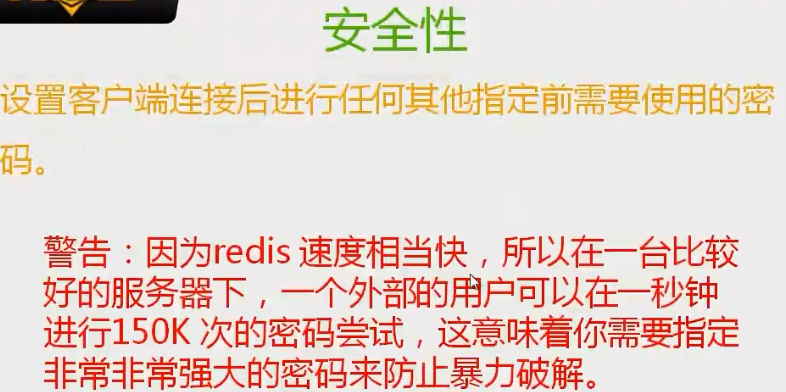 安全性
设置客户端连接后进行任何其他指定前需要使用的密
码。
警告：因为redis 速度相当快，所以在一台比较
好的服务器下，一个外部的用户可以在一秒钟
进行150K 次的密码尝试，这意味着你需要指定
非常非常强大的密码来防止暴力破解。